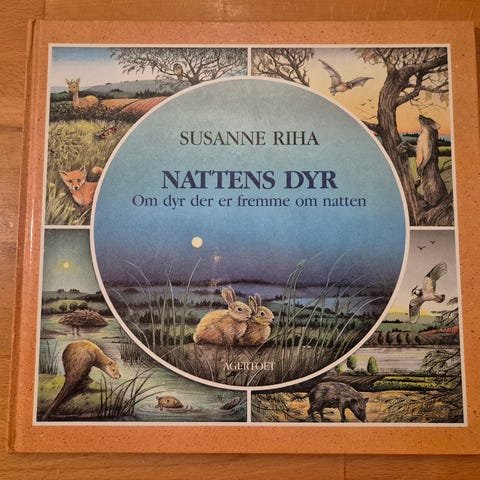 SUSANNE RIHA
NATTENS DYR
Om dyr der er fremme om natten
AGERTOFT